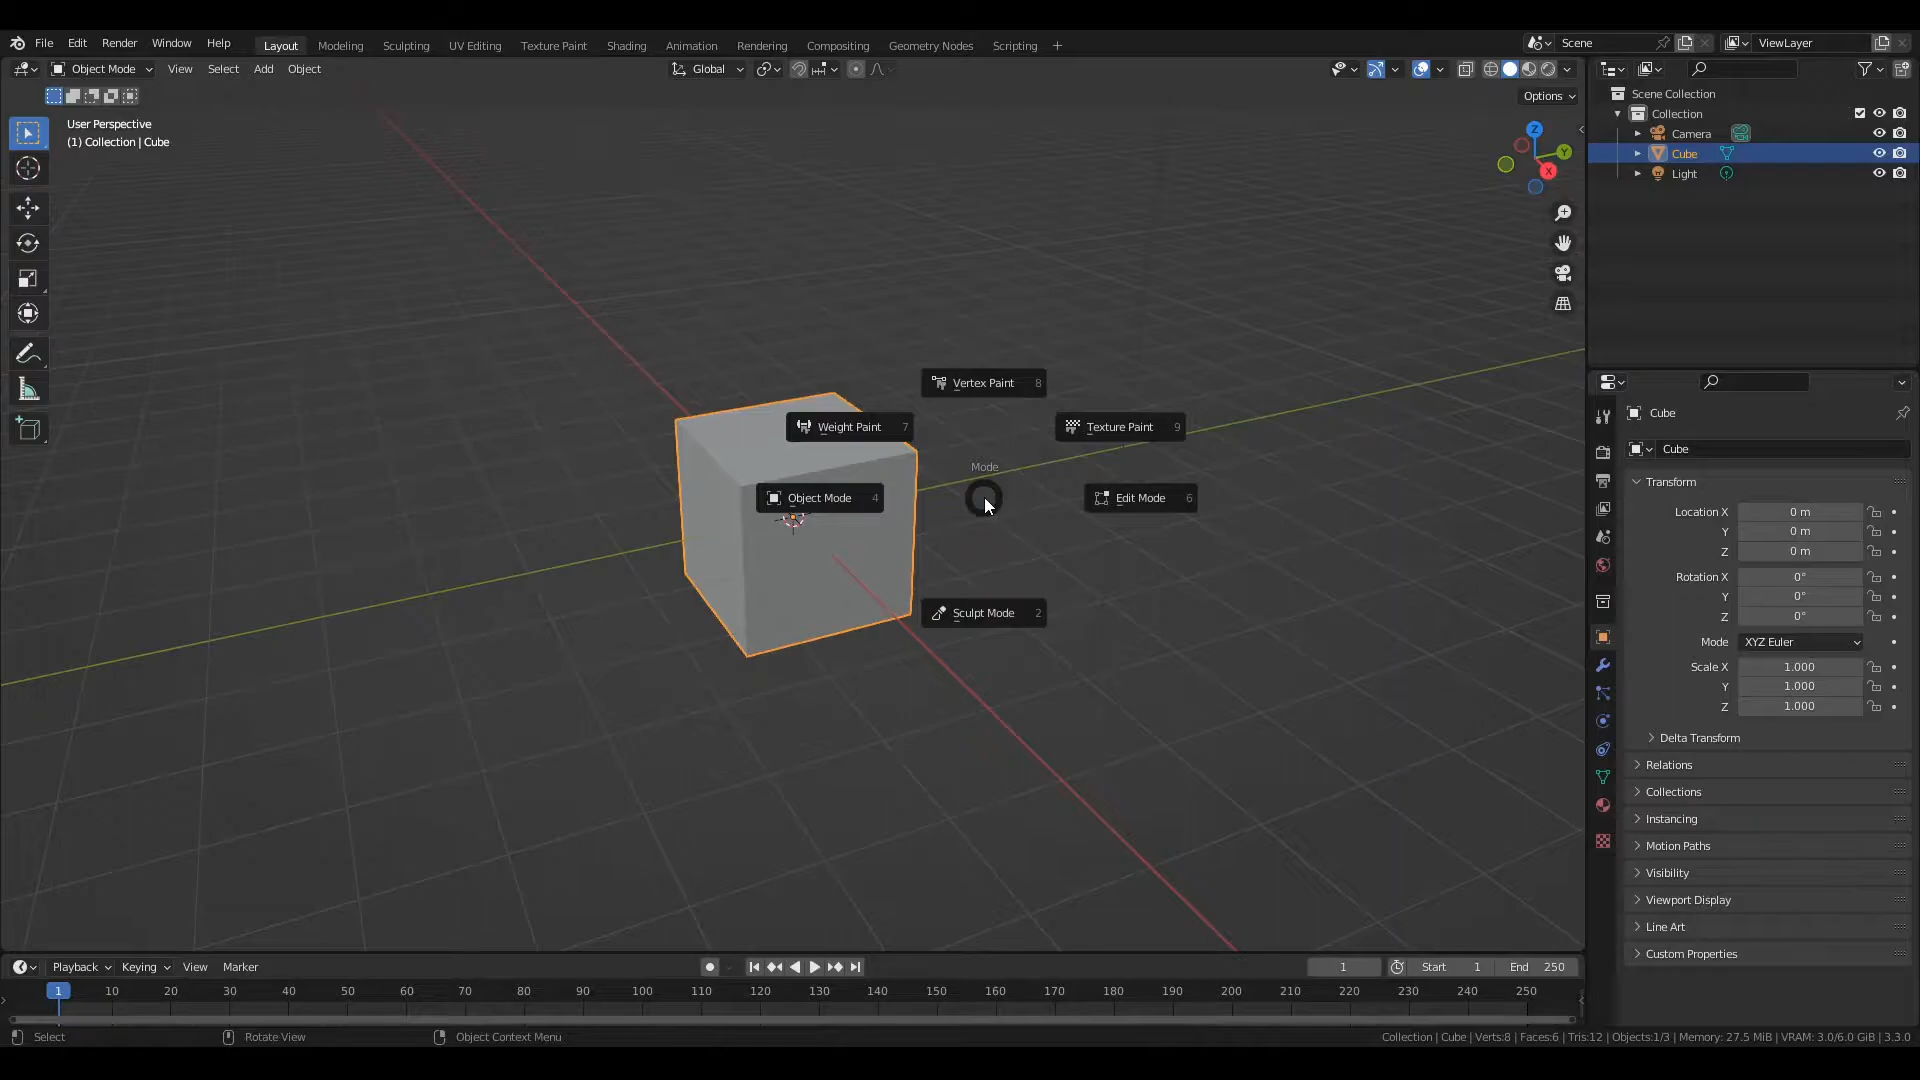 File Edit Render Window Help Layout Modeling Sculpting UV Editing Texture Paint Shading Animation Rendering Compositing Geometry Nodes Scripting + Scene ViewLayer
Object Mode View Select Add Object Global
Options
User Perspective
(1) Collection | Cube
Z
Y
X
Scene Collection
Collection
Camera
Cube
Light
Vertex Paint 8
Weight Paint 7
Texture Paint 9
Mode
Object Mode 4
Edit Mode 6
Sculpt Mode 2
Cube
Cube
Transform
Location X 0 m
Y 0 m
Z 0 m
Rotation X 0°
Y 0°
Z 0°
Mode XYZ Euler
Scale X 1.000
Y 1.000
Z 1.000
Delta Transform
Relations
Collections
Instancing
Motion Paths
Visibility
Viewport Display
Line Art
Custom Properties
Playback Keying View Marker 1 Start 1 End 250
1 10 20 30 40 50 60 70 80 90 100 110 120 130 140 150 160 170 180 190 200 210 220 230 240 250
Select Rotate View Object Context Menu Collection | Cube | Verts:8 | Faces:6 | Tris:12 | Objects:1/3 | Memory: 27.5 MiB | VRAM: 3.0/6.0 GiB | 3.3.0